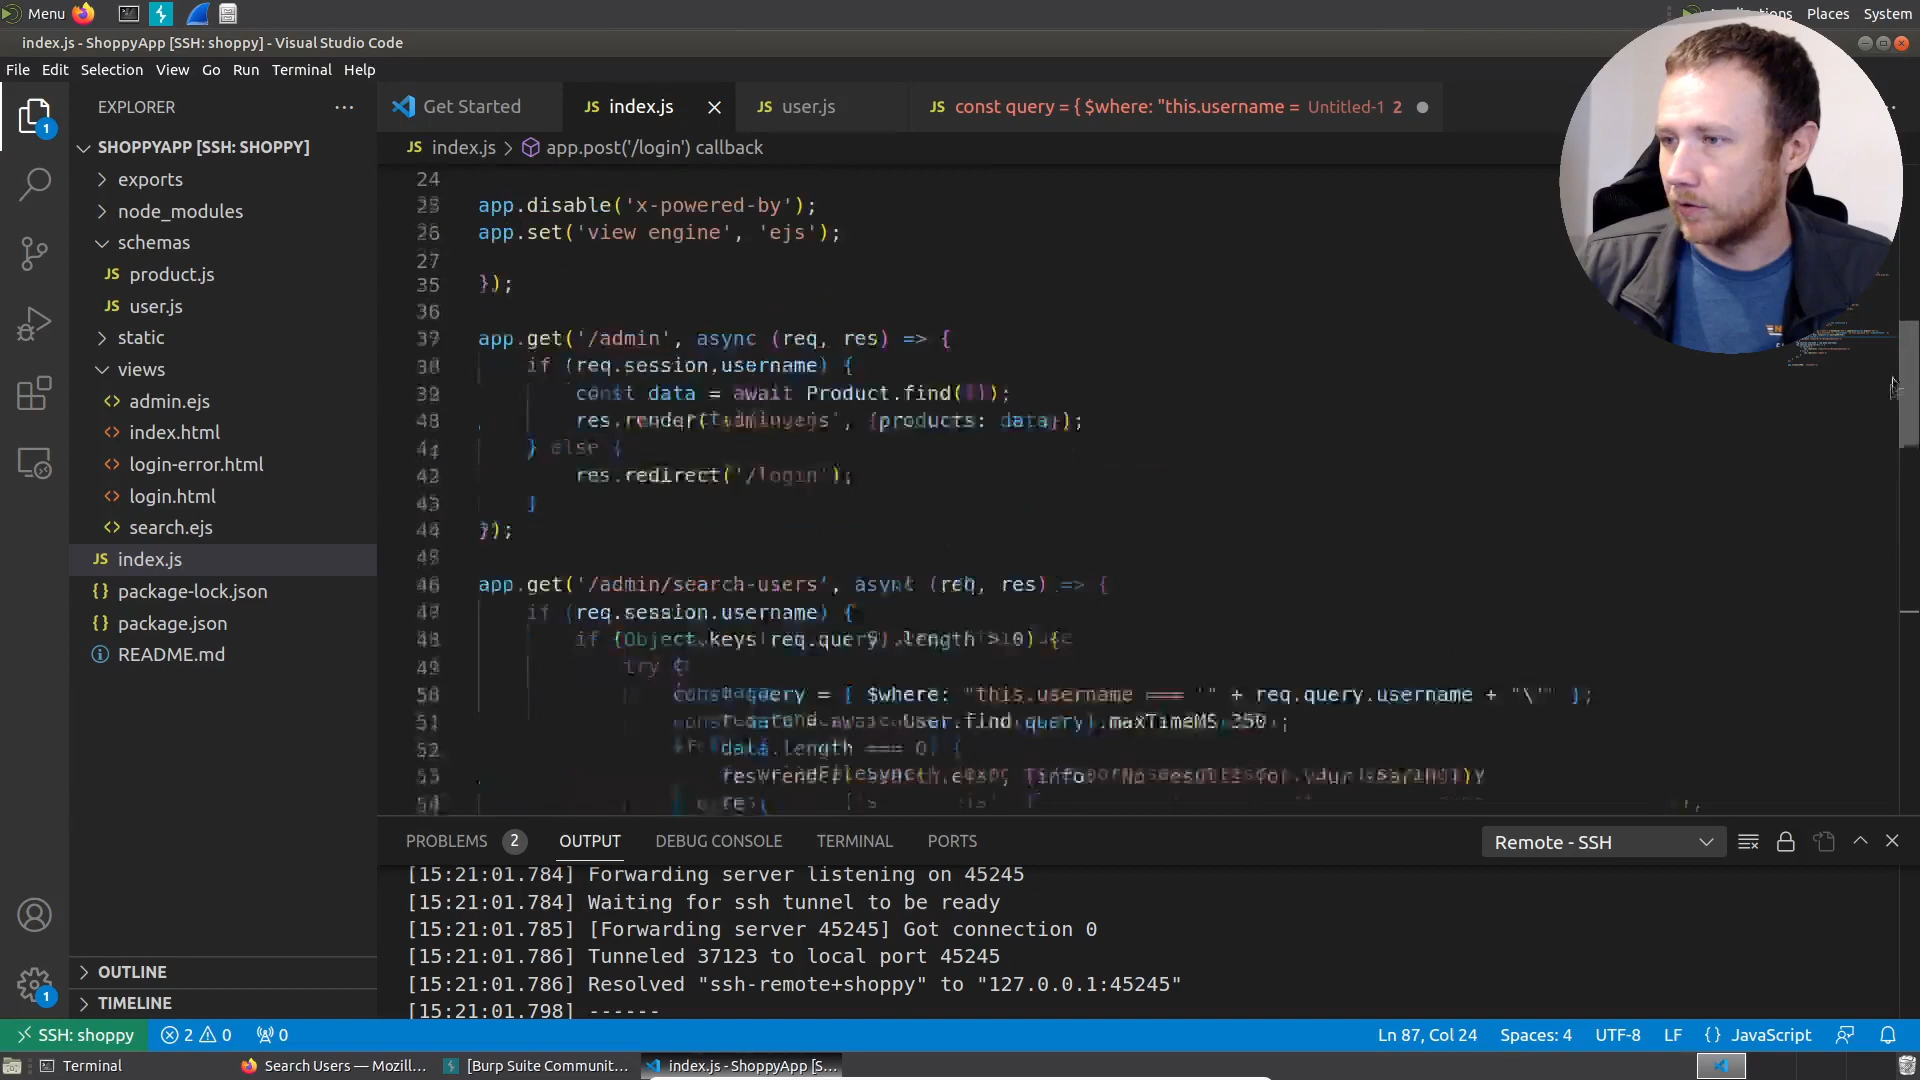 Menu
Applications Places System
index.js - ShoppyApp [SSH: shoppy] - Visual Studio Code
File Edit Selection View Go Run Terminal Help
EXPLORER
Get Started
JS index.js
JS user.js
JS const query = { $where: "this.username = Untitled-1 2
SHOPPYAPP [SSH: SHOPPY]
JS index.js > app.post('/login') callback
exports
node_modules
schemas
JS product.js
JS user.js
static
views
admin.ejs
index.html
login-error.html
login.html
search.ejs
JS index.js
{} package-lock.json
{} package.json
README.md
OUTLINE
TIMELINE
24
app.disable('x-powered-by');
26 app.set('view engine', 'ejs');
27
35 });
36
37 app.get('/admin', async (req, res) => {
38 if (req.session.username) {
39 const data = await Product.find(
res.render( {products: data});
} else {
42 res.redirect('/login');
43 }
44 });
app.get('/admin/search-users', async (req, res) => {
if (req.session.username) {
if (Object.keys req.query).length > 0) {
49 try {
50 const query = { $where: "this.username === '" + req.query.username + "\'" };
51 User.find(query).maxTimeMS 250 ;
52 data.length === 0
53
PROBLEMS 2 OUTPUT DEBUG CONSOLE TERMINAL PORTS
Remote - SSH
[15:21:01.784] Forwarding server listening on 45245
[15:21:01.784] Waiting for ssh tunnel to be ready
[15:21:01.785] [Forwarding server 45245] Got connection 0
[15:21:01.786] Tunneled 37123 to local port 45245
[15:21:01.786] Resolved "ssh-remote+shoppy" to "127.0.0.1:45245"
[15:21:01.798] ------
SSH: shoppy 2 0 0
Ln 87, Col 24 Spaces: 4 UTF-8 LF {} JavaScript
Terminal
Search Users — Mozill...
[Burp Suite Communit...
index.js - ShoppyApp [S...